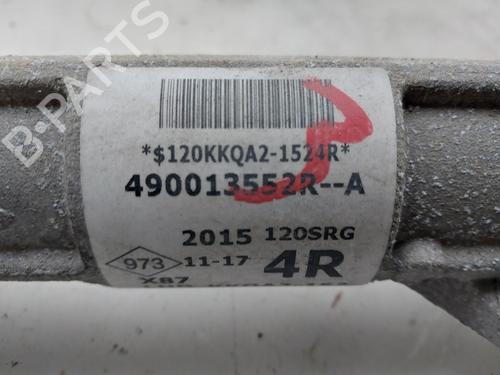 *$120KKQA2-1524R*
490013552R--A
2015 120SRG
973 11-17 4R
X87
B-PARTS